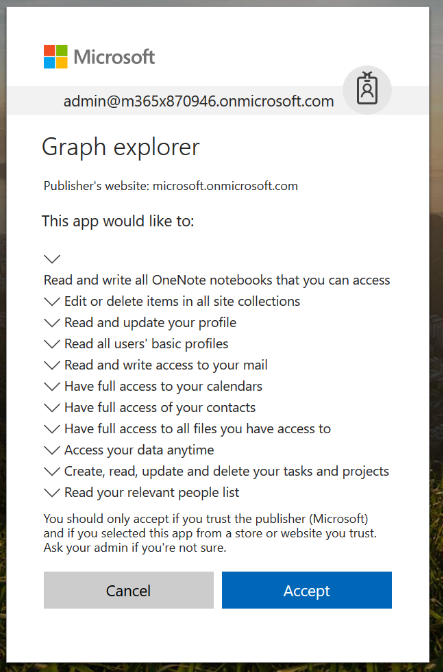 Microsoft
admin@m365x870946.onmicrosoft.com
Graph explorer
Publisher's website: microsoft.onmicrosoft.com
This app would like to:
Read and write all OneNote notebooks that you can access
Edit or delete items in all site collections
Read and update your profile
Read all users' basic profiles
Read and write access to your mail
Have full access to your calendars
Have full access of your contacts
Have full access to all files you have access to
Access your data anytime
Create, read, update and delete your tasks and projects
Read your relevant people list
You should only accept if you trust the publisher (Microsoft)
and if you selected this app from a store or website you trust.
Ask your admin if you're not sure.
Cancel Accept